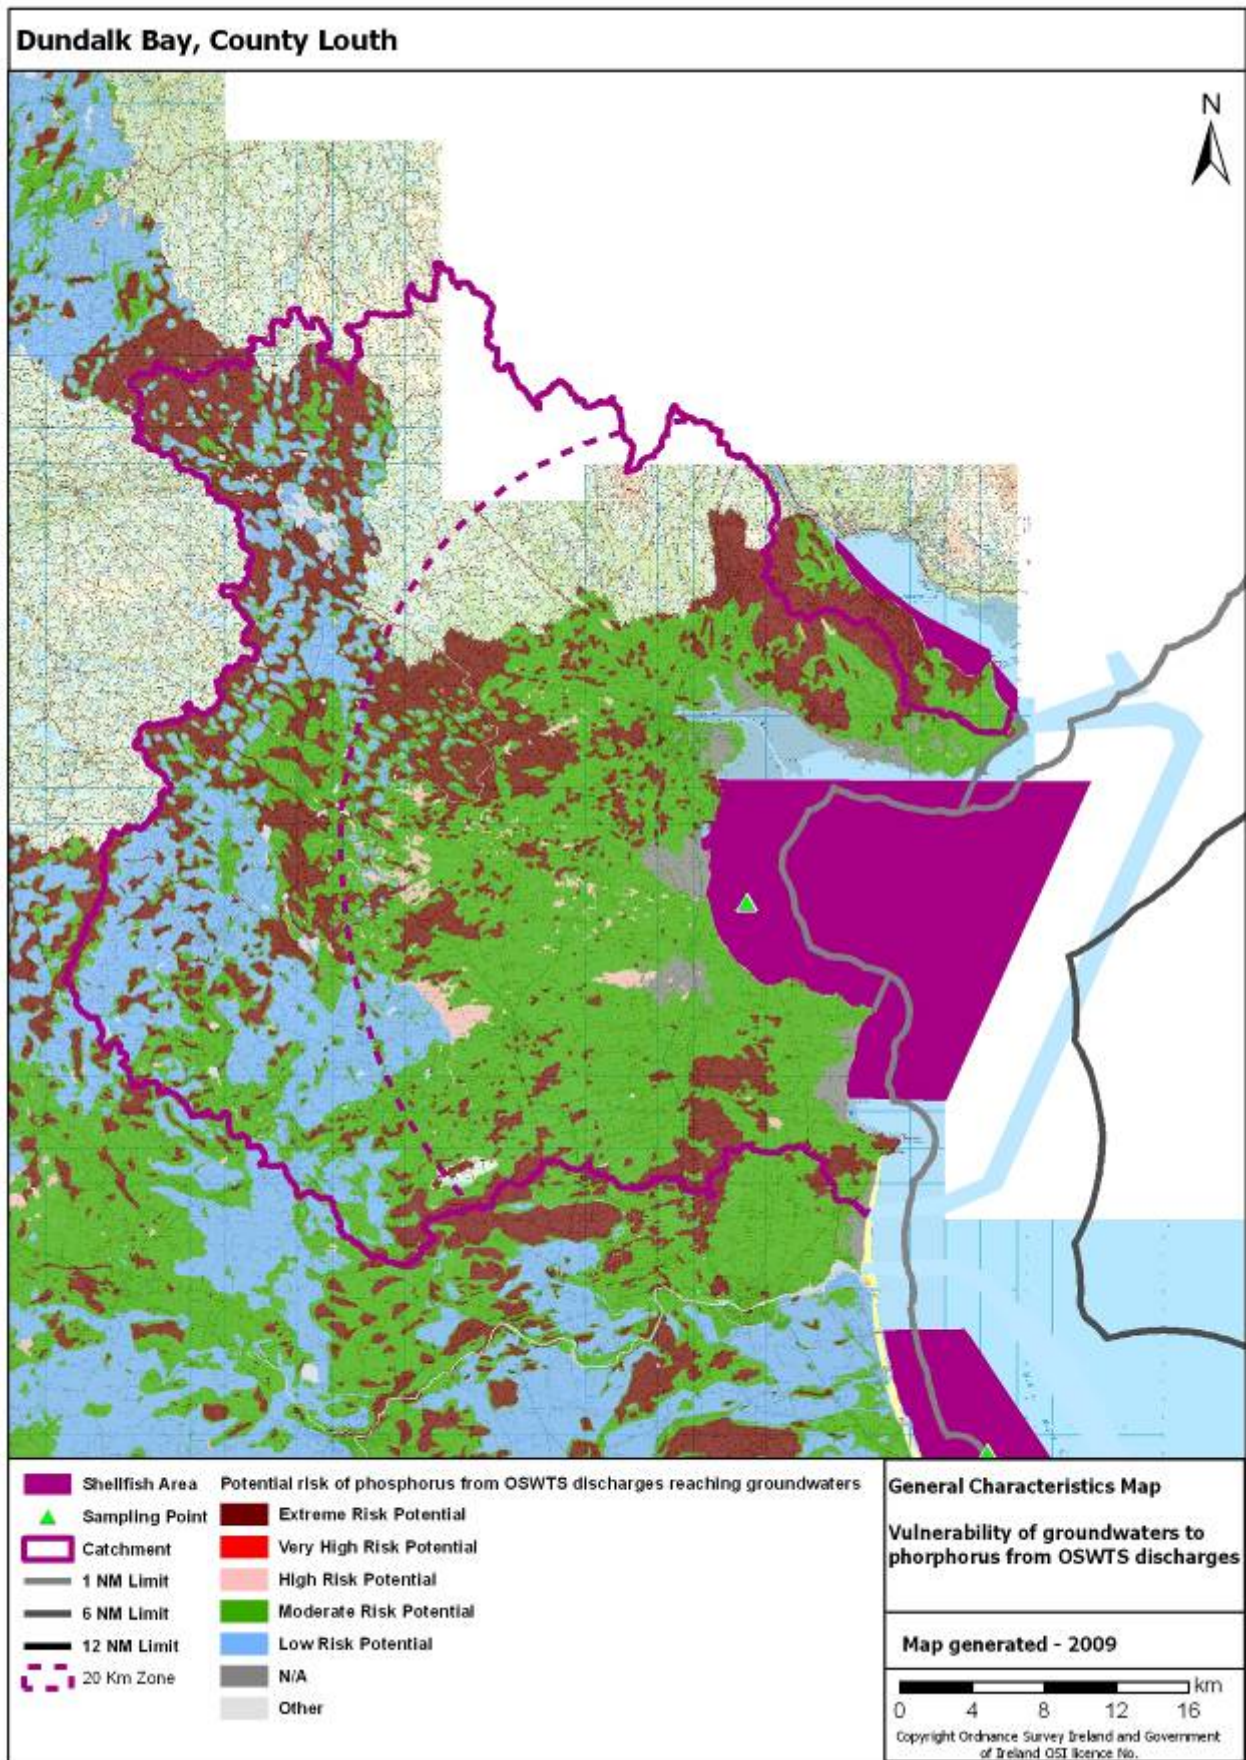 Dundalk Bay, County Louth
N
Shellfish Area
Sampling Point
Catchment
1 NM Limit
6 NM Limit
12 NM Limit
20 Km Zone
Potential risk of phosphorus from OSWTS discharges reaching groundwaters
Extreme Risk Potential
Very High Risk Potential
High Risk Potential
Moderate Risk Potential
Low Risk Potential
N/A
Other
General Characteristics Map
Vulnerability of groundwaters to
phorphorus from OSWTS discharges
Map generated - 2009
km
0 4 8 12 16
Copyright Ordnance Survey Ireland and Government
of Ireland OSI licence No.